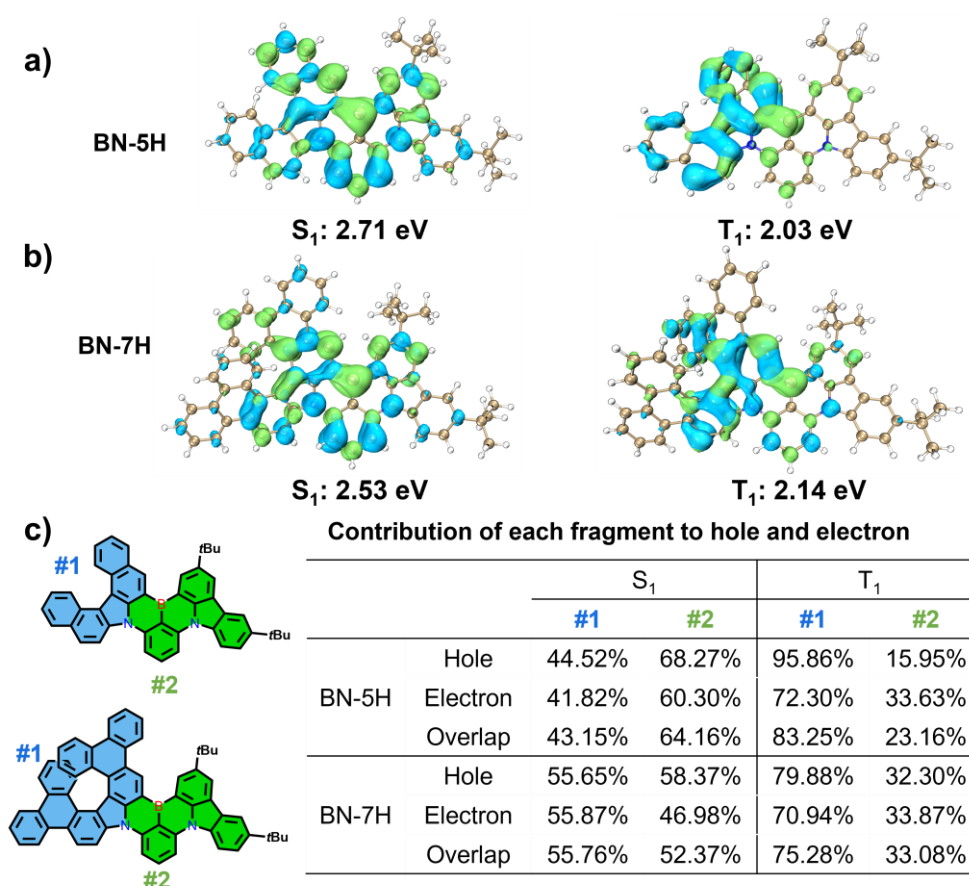 a)
BN-5H
S₁: 2.71 eV
T₁: 2.03 eV
b)
BN-7H
S₁: 2.53 eV
T₁: 2.14 eV
c)
#1
tBu
B
N
N
tBu
#2
#1
tBu
B
N
N
tBu
#2
Contribution of each fragment to hole and electron
S₁ T₁
#1 #2 #1 #2
Hole 44.52% 68.27% 95.86% 15.95%
BN-5H Electron 41.82% 60.30% 72.30% 33.63%
Overlap 43.15% 64.16% 83.25% 23.16%
Hole 55.65% 58.37% 79.88% 32.30%
BN-7H Electron 55.87% 46.98% 70.94% 33.87%
Overlap 55.76% 52.37% 75.28% 33.08%